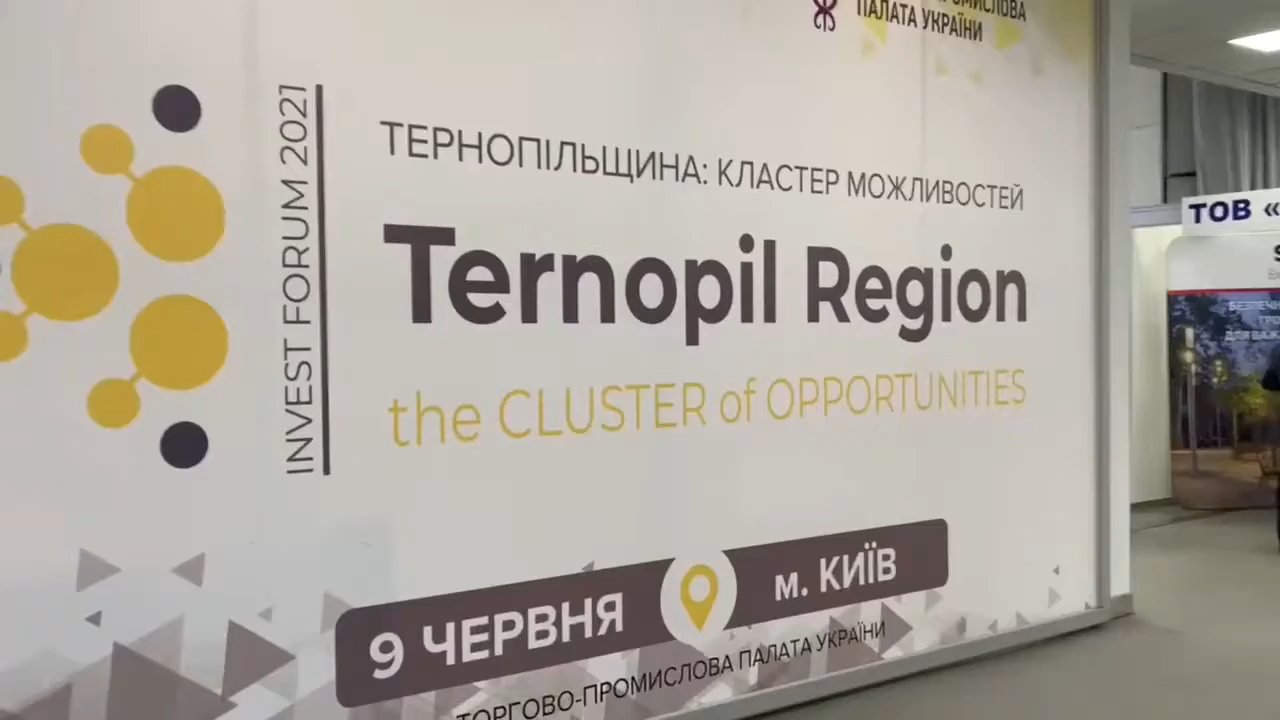 ПАЛАТА УКРАЇНИ
INVEST FORUM 2021
ТЕРНОПІЛЬЩИНА: КЛАСТЕР МОЖЛИВОСТЕЙ
Ternopil Region
the CLUSTER of OPPORTUNITIES
9 ЧЕРВНЯ
м. КИЇВ
ТОРГОВО-ПРОМИСЛОВА ПАЛАТА УКРАЇНИ
ТОВ «